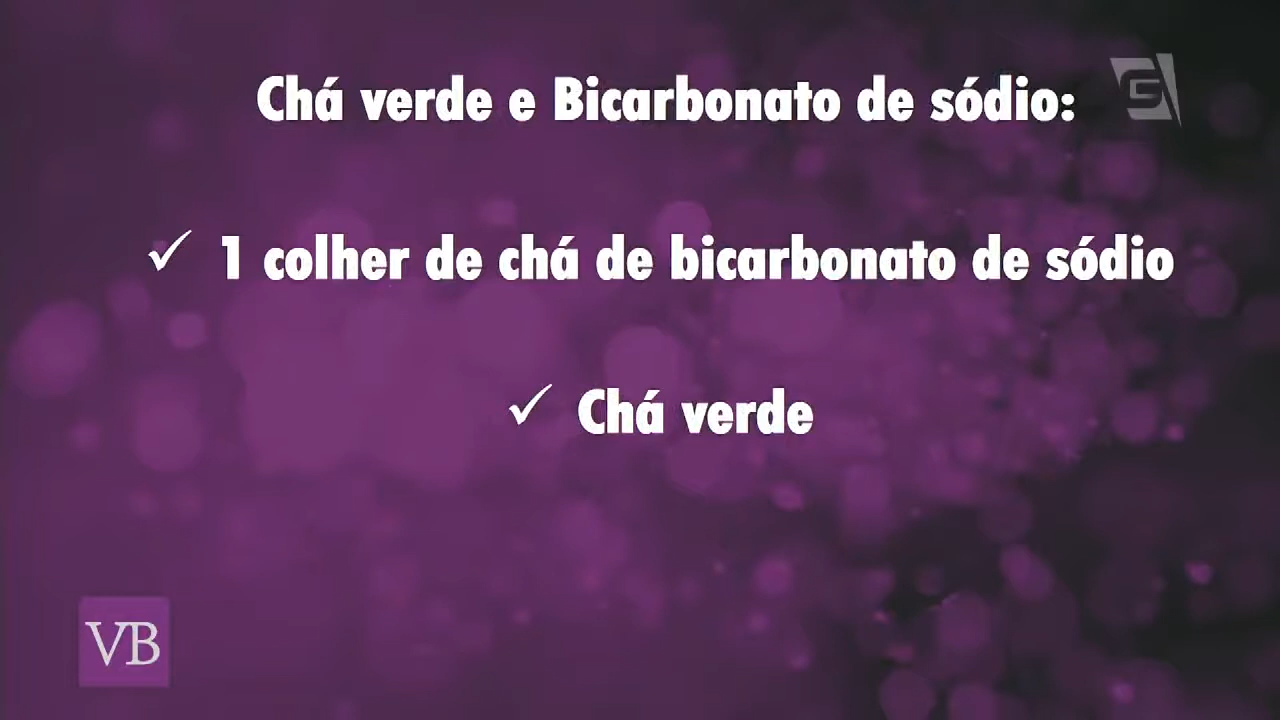 Chá verde e Bicarbonato de sódio:
✓ 1 colher de chá de bicarbonato de sódio
✓ Chá verde
VB